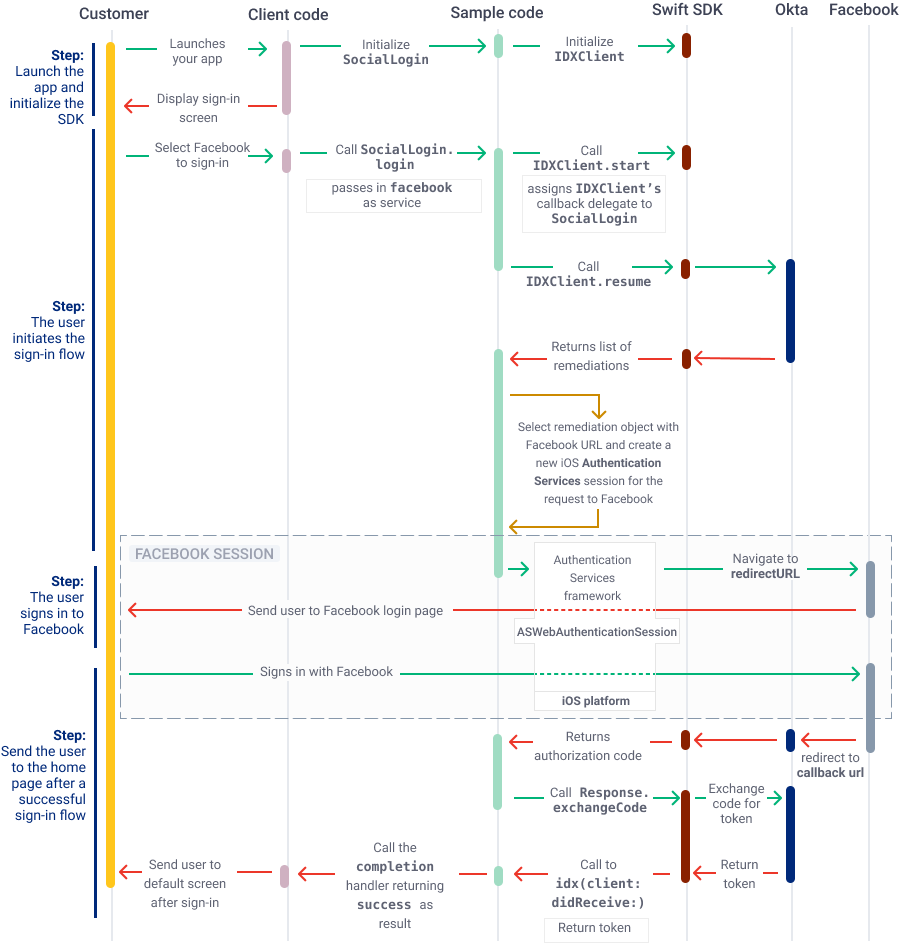 Customer
Client code
Sample code
Swift SDK
Okta
Facebook
Step:
Launch the
app and
initialize the
SDK
Launches
your app
Initialize
SocialLogin
Initialize
IDXClient
Display sign-in
screen
Step:
The user
initiates the
sign-in flow
Select Facebook
to sign-in
Call SocialLogin.
login
passes in facebook
as service
Call
IDXClient.start
assigns IDXClient’s
callback delegate to
SocialLogin
Call
IDXClient.resume
Returns list of
remediations
Select remediation object with
Facebook URL and create a
new iOS Authentication
Services session for the
request to Facebook
FACEBOOK SESSION
Step:
The user
signs in to
Facebook
Authentication
Services
framework
Navigate to
redirectURL
Send user to Facebook login page
ASWebAuthenticationSession
Signs in with Facebook
iOS platform
Step:
Send the user
to the home
page after a
successful
sign-in flow
Returns
authorization code
redirect to
callback url
Call Response.
exchangeCode
Exchange
code for
token
Send user to
default screen
after sign-in
Call the
completion
handler returning
success as
result
Call to
idx(client:
didReceive:)
Return token
Return
token